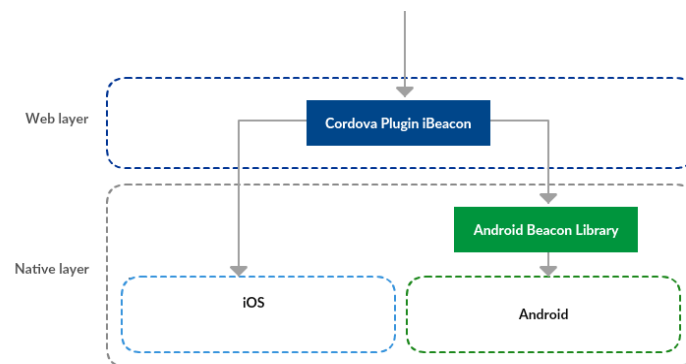 Web layer
Cordova Plugin iBeacon
Android Beacon Library
Native layer
iOS
Android